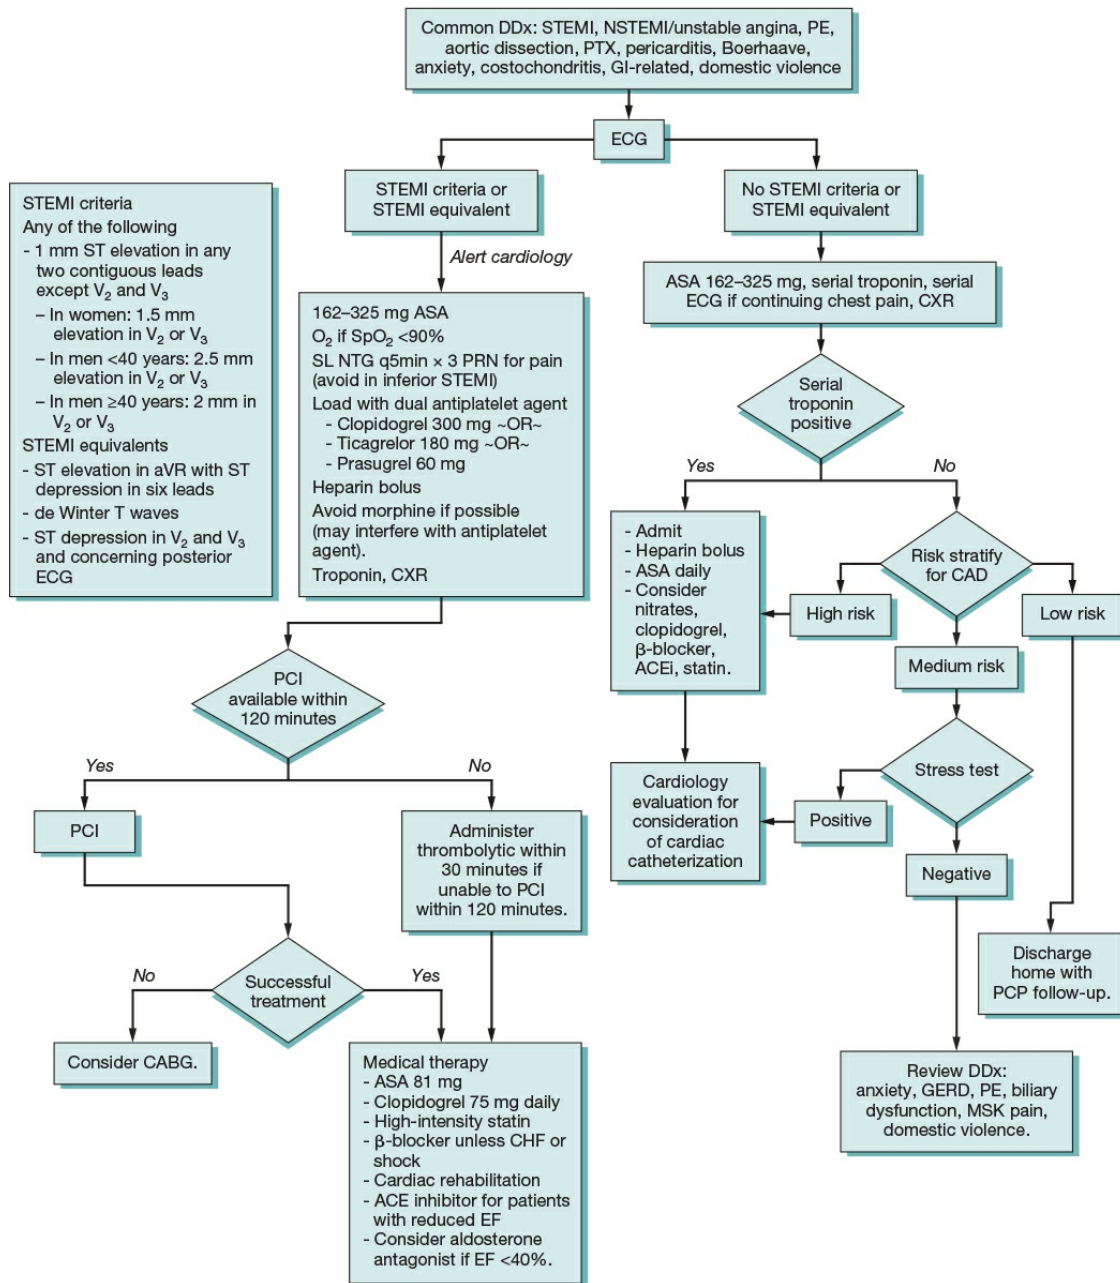 Common DDx: STEMI, NSTEMI/unstable angina, PE,
aortic dissection, PTX, pericarditis, Boerhaave,
anxiety, costochondritis, GI-related, domestic violence
ECG
STEMI criteria or
STEMI equivalent
No STEMI criteria or
STEMI equivalent
STEMI criteria
Any of the following
- 1 mm ST elevation in any
two contiguous leads
except V₂ and V₃
– In women: 1.5 mm
elevation in V₂ or V₃
– In men <40 years: 2.5 mm
elevation in V₂ or V₃
– In men ≥40 years: 2 mm in
V₂ or V₃
STEMI equivalents
- ST elevation in aVR with ST
depression in six leads
- de Winter T waves
- ST depression in V₂ and V₃
and concerning posterior
ECG
Alert cardiology
162–325 mg ASA
O₂ if SpO₂ <90%
SL NTG q5min × 3 PRN for pain
(avoid in inferior STEMI)
Load with dual antiplatelet agent
- Clopidogrel 300 mg ~OR~
- Ticagrelor 180 mg ~OR~
- Prasugrel 60 mg
Heparin bolus
Avoid morphine if possible
(may interfere with antiplatelet
agent).
Troponin, CXR
ASA 162–325 mg, serial troponin, serial
ECG if continuing chest pain, CXR
Serial
troponin
positive
Yes
No
- Admit
- Heparin bolus
- ASA daily
- Consider
nitrates,
clopidogrel,
β-blocker,
ACEi, statin.
Risk stratify
for CAD
High risk
Low risk
Medium risk
Stress test
Positive
Cardiology
evaluation for
consideration
of cardiac
catheterization
Negative
Discharge
home with
PCP follow-up.
Review DDx:
anxiety, GERD, PE, biliary
dysfunction, MSK pain,
domestic violence.
PCI
available within
120 minutes
Yes
No
PCI
Administer
thrombolytic within
30 minutes if
unable to PCI
within 120 minutes.
Successful
treatment
No
Yes
Consider CABG.
Medical therapy
- ASA 81 mg
- Clopidogrel 75 mg daily
- High-intensity statin
- β-blocker unless CHF or
shock
- Cardiac rehabilitation
- ACE inhibitor for patients
with reduced EF
- Consider aldosterone
antagonist if EF <40%.